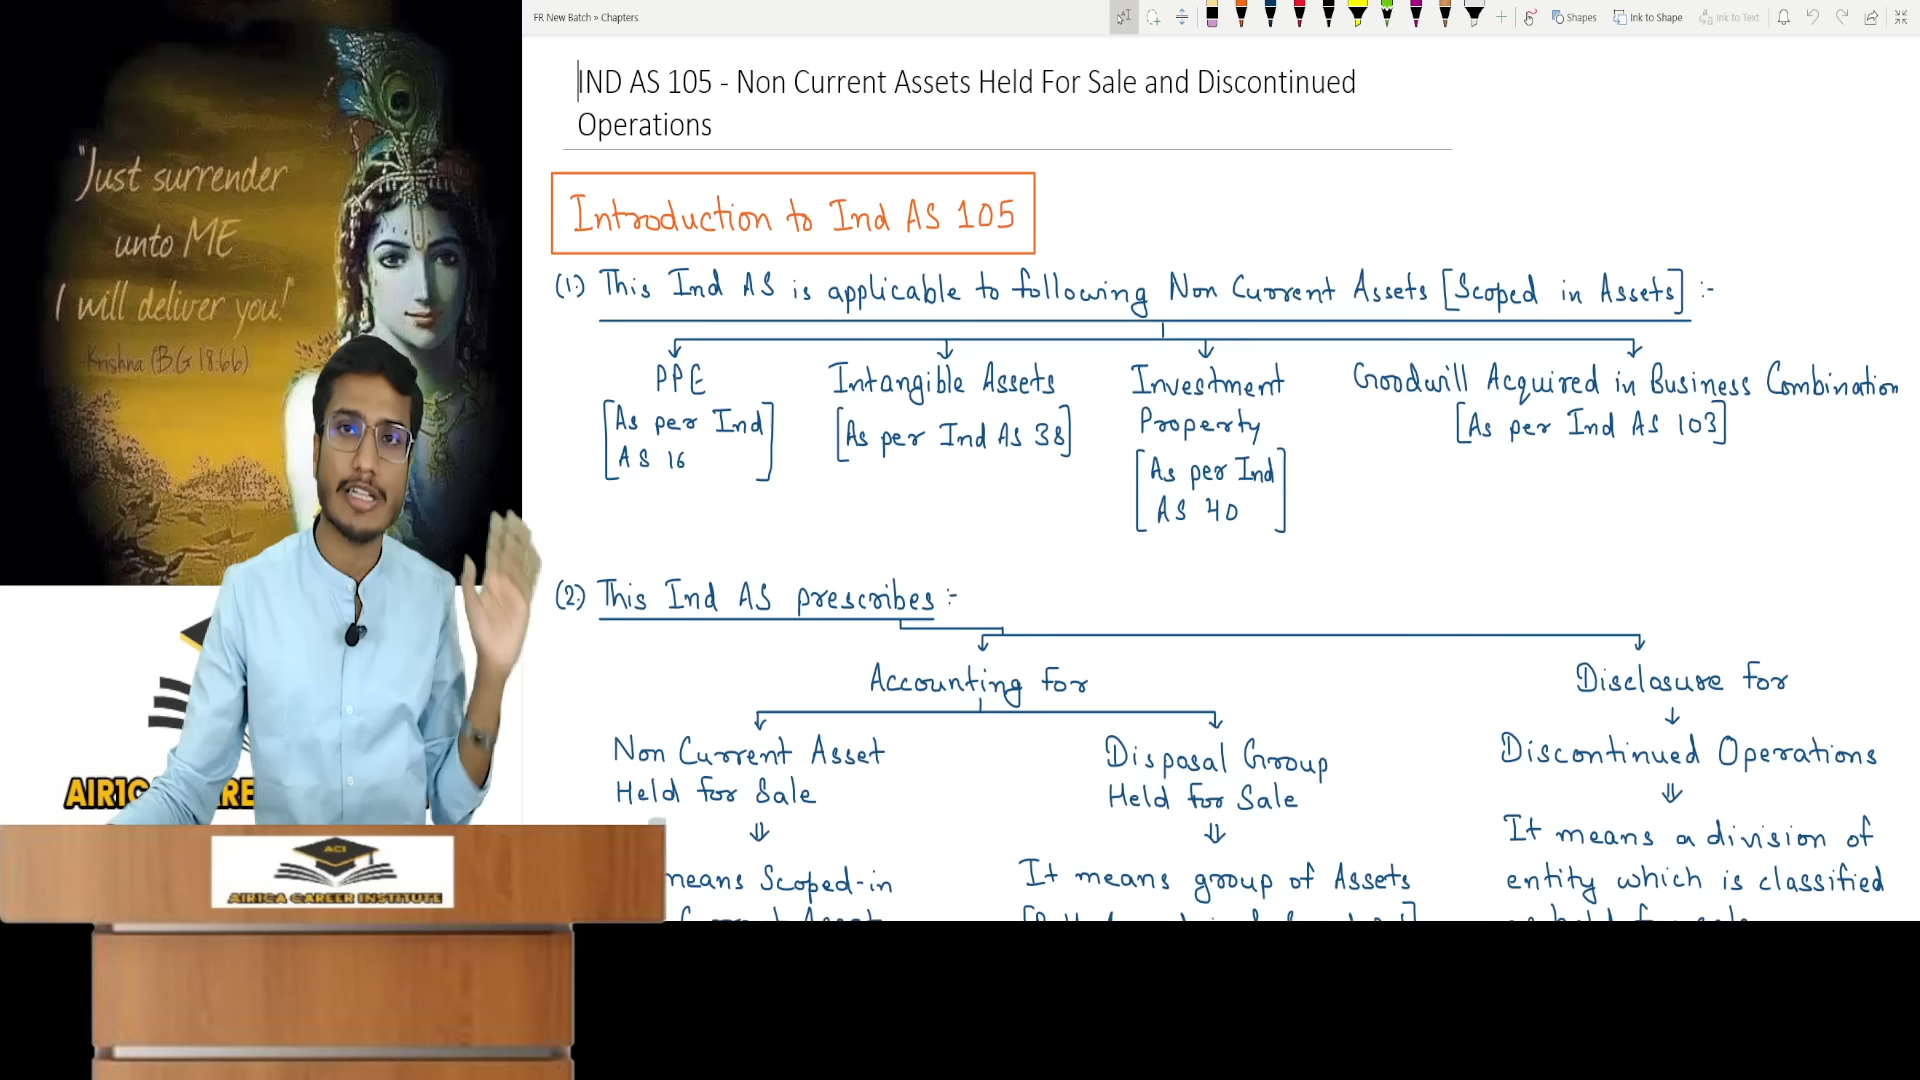 FR New Batch » Chapters
Shapes
Ink to Shape
Ink to Text
IND AS 105 - Non Current Assets Held For Sale and Discontinued
Operations
"Just surrender
unto ME
I will deliver you!"
-Krishna (B.G 18:66)
Introduction to Ind AS 105
(1.) This Ind AS is applicable to following Non Current Assets [Scoped in Assets] :-
PPE
[As per Ind
AS 16]
Intangible Assets
[As per Ind AS 38]
Investment
Property
[As per Ind
AS 40]
Goodwill Acquired in Business Combination
[As per Ind AS 103]
(2.) This Ind AS prescribes :-
Accounting for
Disclosure for
Non Current Asset
Held for Sale
Disposal Group
Held for Sale
Discontinued Operations
means Scoped-in
It means group of Assets
It means a division of
entity which is classified
ACI
AIR1CA CAREER INSTITUTE